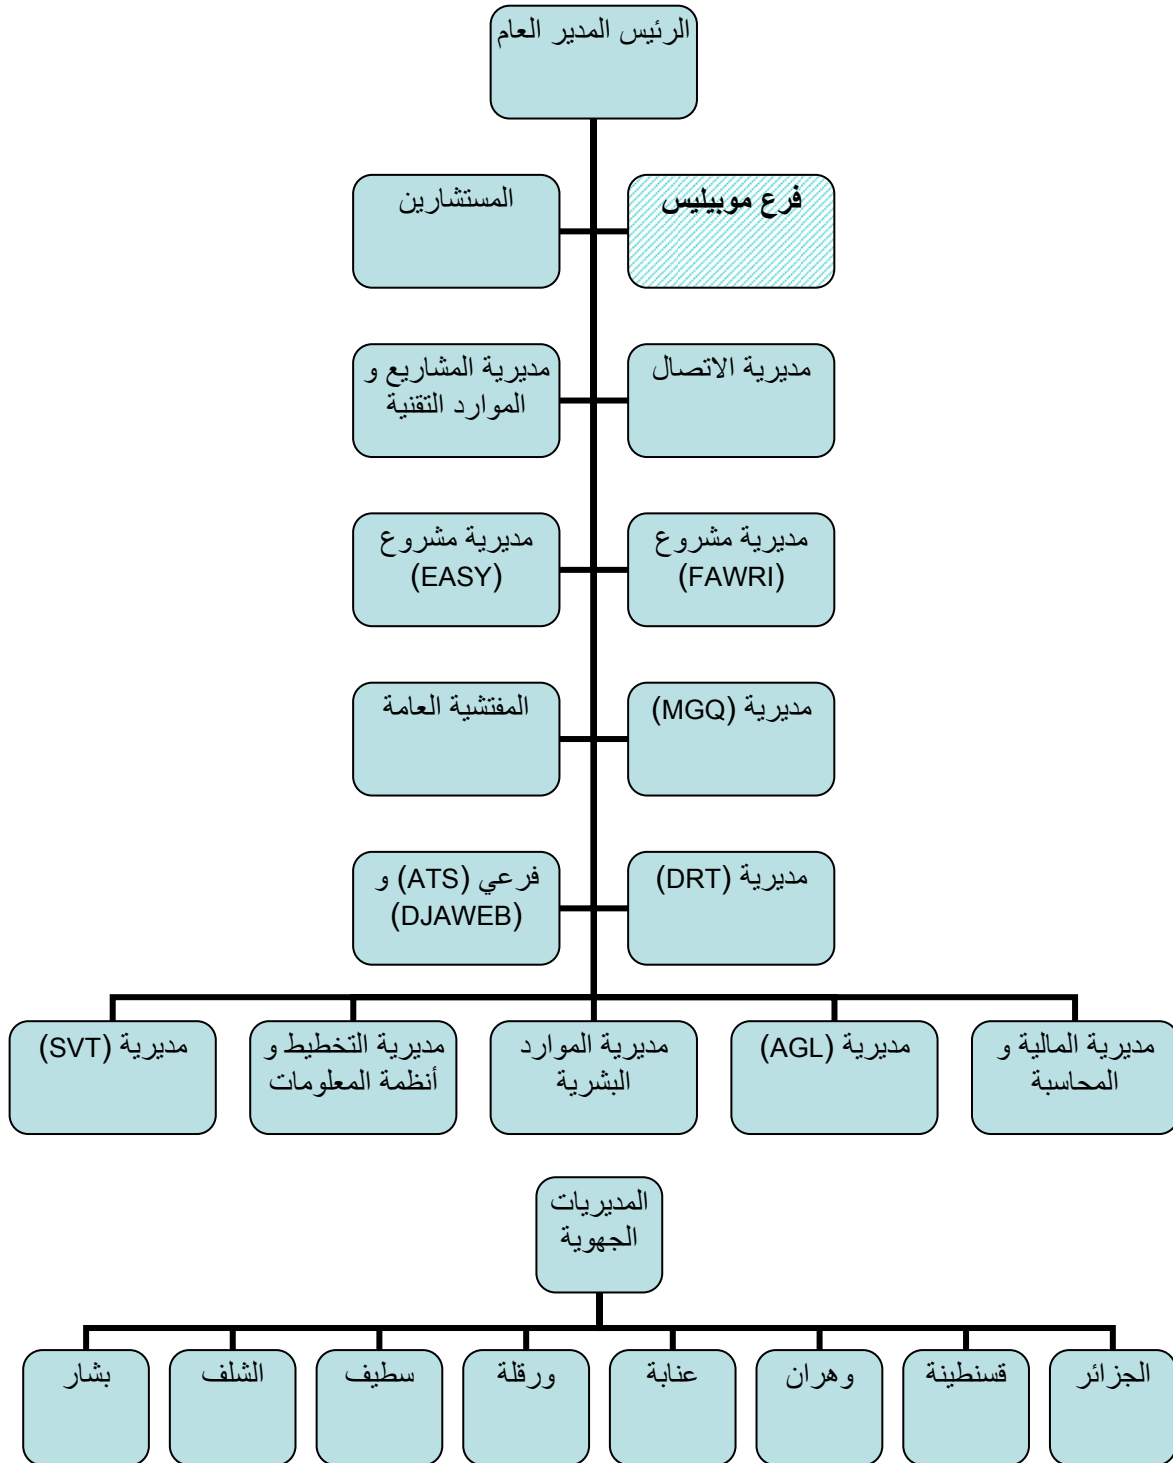 الرئيس المدير العام
فرع موبيليس
المستشارين
مديرية الاتصال
مديرية المشاريع و
الموارد التقنية
مديرية مشروع
(FAWRI)
مديرية مشروع
(EASY)
مديرية (MGQ)
المفتشية العامة
مديرية (DRT)
فرعي (ATS) و
(DJAWEB)
مديرية المالية و
المحاسبة
مديرية (AGL)
مديرية الموارد
البشرية
مديرية التخطيط و
أنظمة المعلومات
مديرية (SVT)
المديريات
الجهوية
الجزائر
قسنطينة
وهران
عنابة
ورقلة
سطيف
الشلف
بشار